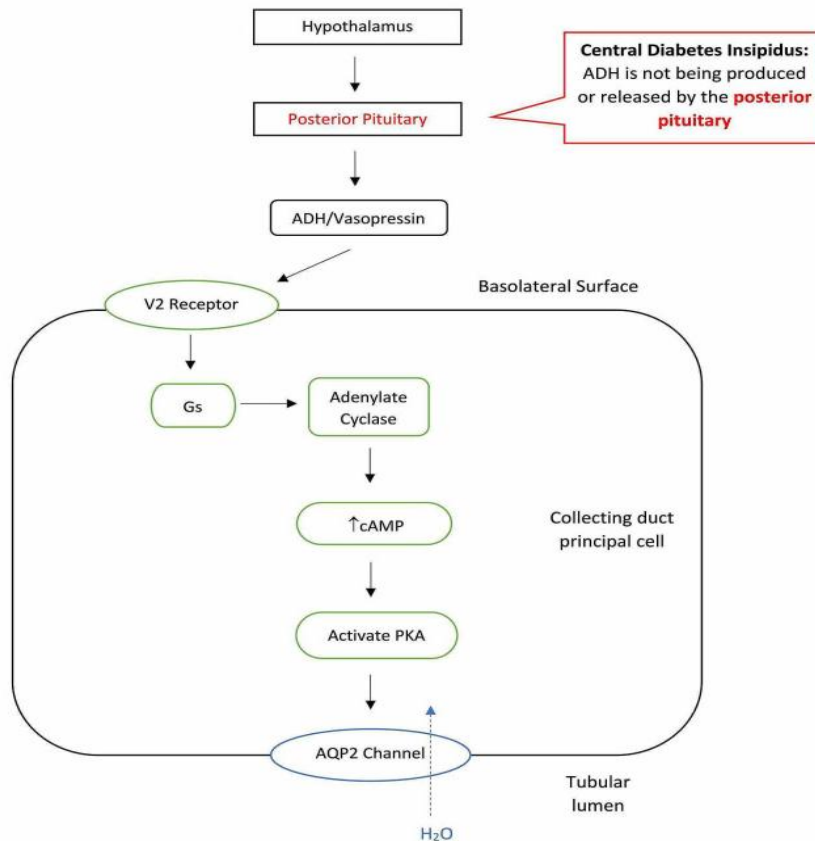 Hypothalamus
Central Diabetes Insipidus:
ADH is not being produced
or released by the posterior
pituitary
Posterior Pituitary
ADH/Vasopressin
Basolateral Surface
V2 Receptor
Gs
Adenylate
Cyclase
↑cAMP
Collecting duct
principal cell
Activate PKA
AQP2 Channel
Tubular
lumen
H₂O